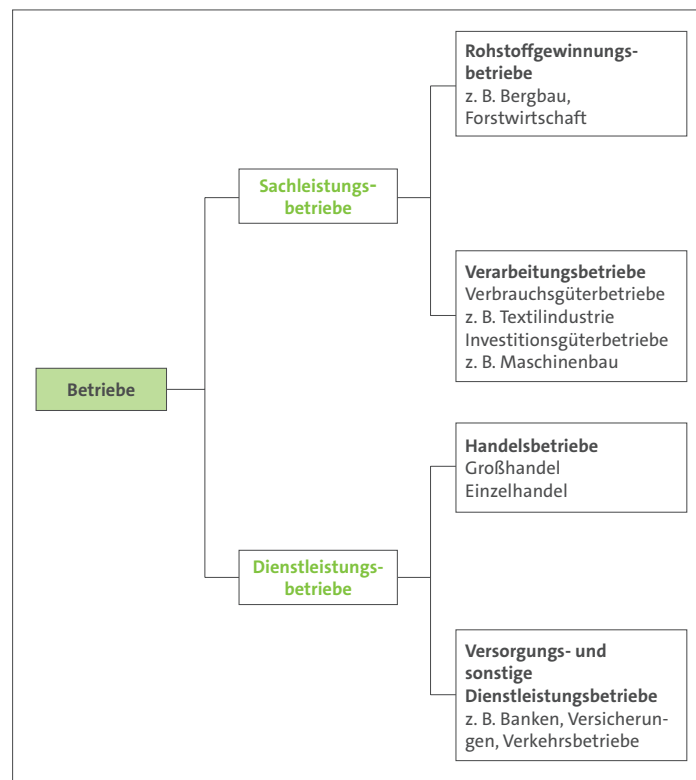 Rohstoffgewinnungs-
betriebe
z. B. Bergbau,
Forstwirtschaft
Sachleistungs-
betriebe
Verarbeitungsbetriebe
Verbrauchsgüterbetriebe
z. B. Textilindustrie
Investitionsgüterbetriebe
z. B. Maschinenbau
Betriebe
Handelsbetriebe
Großhandel
Einzelhandel
Dienstleistungs-
betriebe
Versorgungs- und
sonstige
Dienstleistungsbetriebe
z. B. Banken, Versicherun-
gen, Verkehrsbetriebe